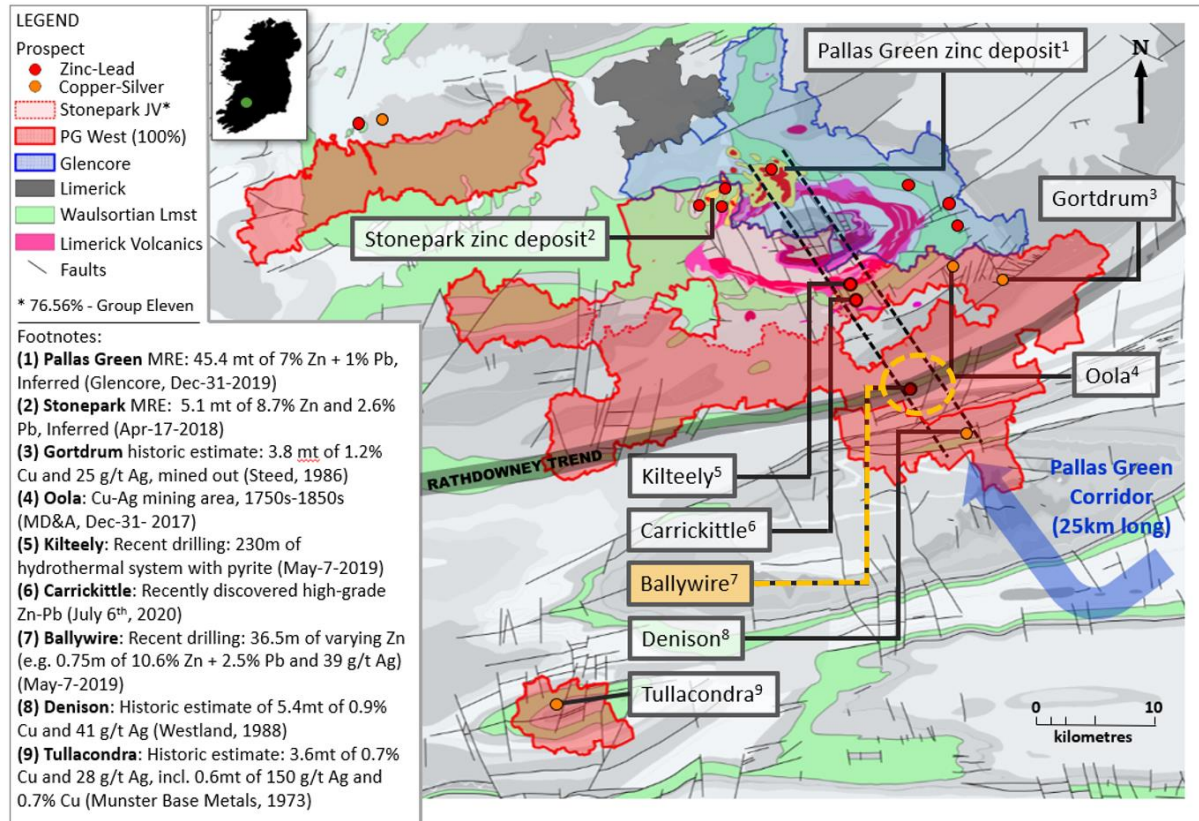 LEGEND
Prospect
Zinc-Lead
Copper-Silver
Stonepark JV*
PG West (100%)
Glencore
Limerick
Waulsortian Lmst
Limerick Volcanics
Faults
* 76.56% - Group Eleven
Footnotes:
(1) Pallas Green MRE: 45.4 mt of 7% Zn + 1% Pb,
Inferred (Glencore, Dec-31-2019)
(2) Stonepark MRE: 5.1 mt of 8.7% Zn and 2.6%
Pb, Inferred (Apr-17-2018)
(3) Gortdrum historic estimate: 3.8 mt of 1.2%
Cu and 25 g/t Ag, mined out (Steed, 1986)
(4) Oola: Cu-Ag mining area, 1750s-1850s
(MD&A, Dec-31- 2017)
(5) Kilteely: Recent drilling: 230m of
hydrothermal system with pyrite (May-7-2019)
(6) Carrickittle: Recently discovered high-grade
Zn-Pb (July 6th, 2020)
(7) Ballywire: Recent drilling: 36.5m of varying Zn
(e.g. 0.75m of 10.6% Zn + 2.5% Pb and 39 g/t Ag)
(May-7-2019)
(8) Denison: Historic estimate of 5.4mt of 0.9%
Cu and 41 g/t Ag (Westland, 1988)
(9) Tullacondra: Historic estimate: 3.6mt of 0.7%
Cu and 28 g/t Ag, incl. 0.6mt of 150 g/t Ag and
0.7% Cu (Munster Base Metals, 1973)
Pallas Green zinc deposit1
N
Gortdrum3
Stonepark zinc deposit2
Oola4
RATHDOWNEY TREND
Kilteely5
Carrickittle6
Ballywire7
Denison8
Tullacondra9
Pallas Green
Corridor
(25km long)
0 10
kilometres